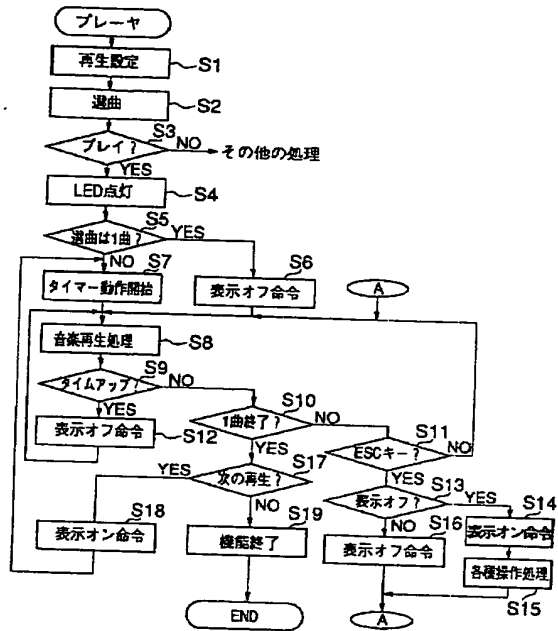 プレーヤ
再生設定
S1
選曲
S2
プレイ？
S3
NO
その他の処理
YES
LED点灯
S4
選曲は1曲？
S5
YES
NO
S7
タイマー動作開始
S6
表示オフ命令
A
音楽再生処理
S8
タイムアップ？
S9
NO
YES
表示オフ命令
S12
1曲終了？
S10
NO
YES
ESCキー？
S11
NO
YES
次の再生？
S17
YES
NO
表示オフ？
S13
YES
NO
S14
表示オン命令
S18
表示オン命令
S19
機能終了
S16
表示オフ命令
各種操作処理
S15
END
A